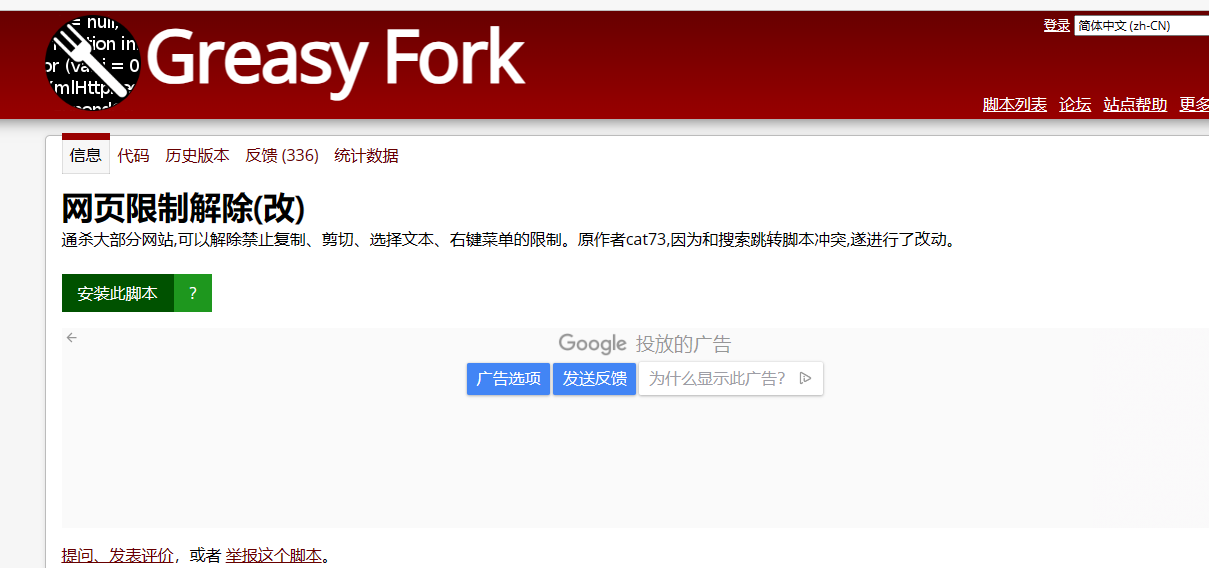 = null,
tion in
or (va i = 0
mlHttp
Greasy Fork
登录 简体中文 (zh-CN)
脚本列表 论坛 站点帮助 更多
信息 代码 历史版本 反馈 (336) 统计数据
网页限制解除(改)
通杀大部分网站,可以解除禁止复制、剪切、选择文本、右键菜单的限制。原作者cat73,因为和搜索跳转脚本冲突,遂进行了改动。
安装此脚本 ?
Google 投放的广告
广告选项 发送反馈 为什么显示此广告?
提问、发表评价，或者 举报这个脚本。